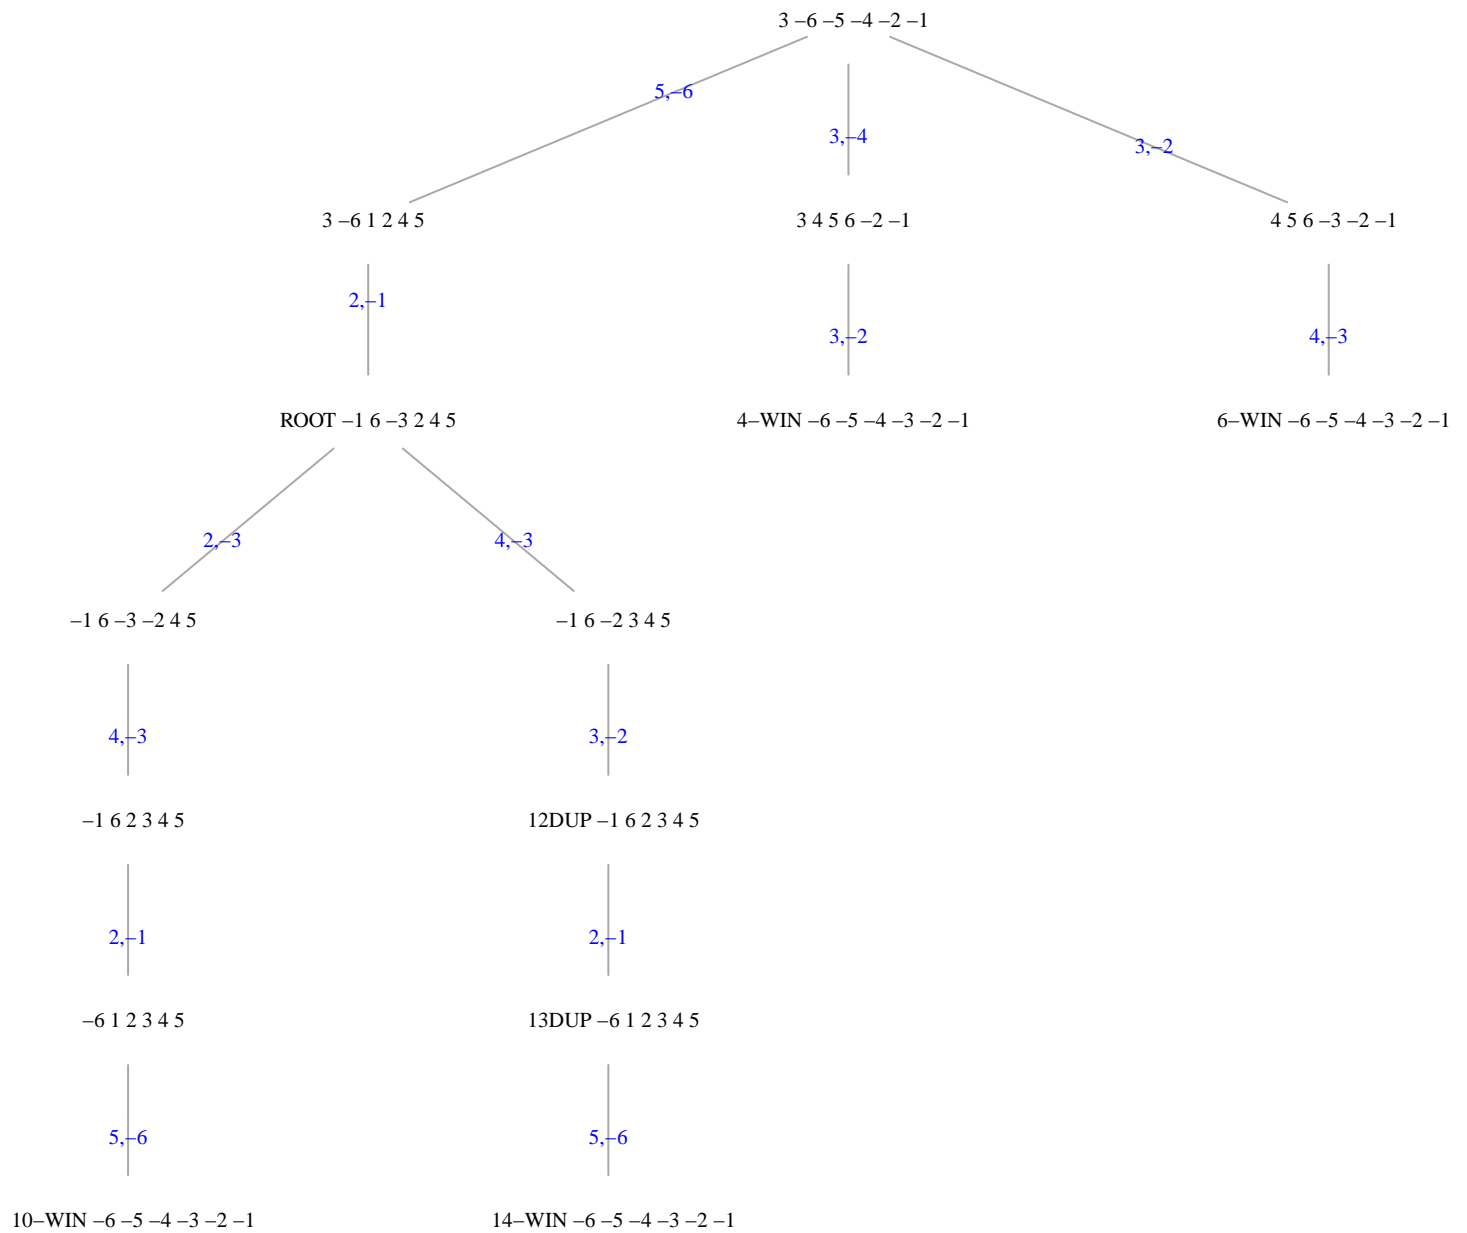 3 –6 –5 –4 –2 –1
5,–6
3,–4
3,–2
3 –6 1 2 4 5
3 4 5 6 –2 –1
4 5 6 –3 –2 –1
2,–1
3,–2
4,–3
ROOT –1 6 –3 2 4 5
4–WIN –6 –5 –4 –3 –2 –1
6–WIN –6 –5 –4 –3 –2 –1
2,–3
4,–3
–1 6 –3 –2 4 5
–1 6 –2 3 4 5
4,–3
3,–2
–1 6 2 3 4 5
12DUP –1 6 2 3 4 5
2,–1
2,–1
–6 1 2 3 4 5
13DUP –6 1 2 3 4 5
5,–6
5,–6
10–WIN –6 –5 –4 –3 –2 –1
14–WIN –6 –5 –4 –3 –2 –1